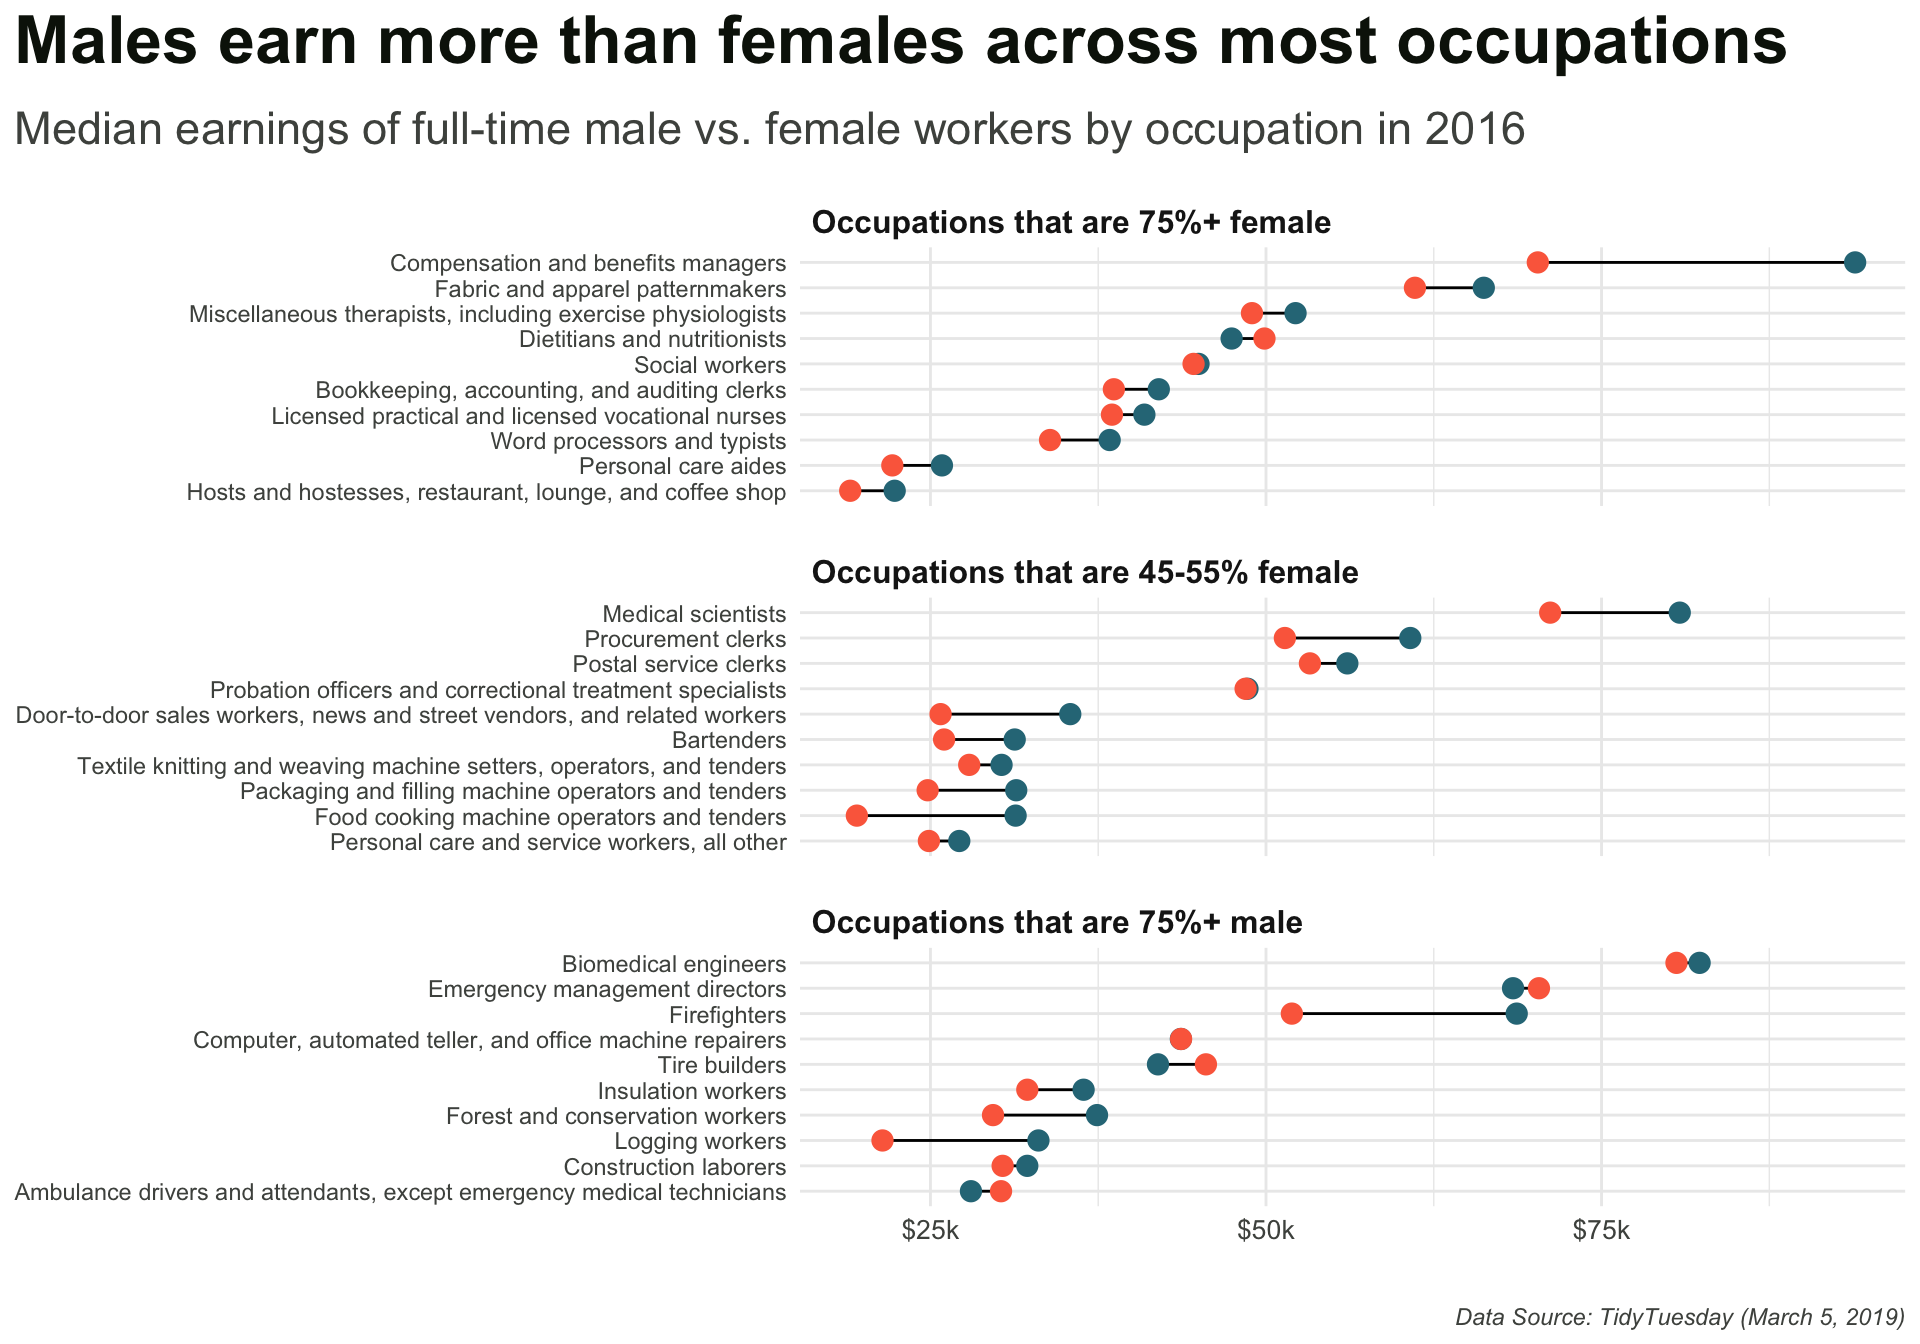 Males earn more than females across most occupations
Median earnings of full-time male vs. female workers by occupation in 2016
Occupations that are 75%+ female
Compensation and benefits managers
Fabric and apparel patternmakers
Miscellaneous therapists, including exercise physiologists
Dietitians and nutritionists
Social workers
Bookkeeping, accounting, and auditing clerks
Licensed practical and licensed vocational nurses
Word processors and typists
Personal care aides
Hosts and hostesses, restaurant, lounge, and coffee shop
Occupations that are 45-55% female
Medical scientists
Procurement clerks
Postal service clerks
Probation officers and correctional treatment specialists
Door-to-door sales workers, news and street vendors, and related workers
Bartenders
Textile knitting and weaving machine setters, operators, and tenders
Packaging and filling machine operators and tenders
Food cooking machine operators and tenders
Personal care and service workers, all other
Occupations that are 75%+ male
Biomedical engineers
Emergency management directors
Firefighters
Computer, automated teller, and office machine repairers
Tire builders
Insulation workers
Forest and conservation workers
Logging workers
Construction laborers
Ambulance drivers and attendants, except emergency medical technicians
$25k $50k $75k
Data Source: TidyTuesday (March 5, 2019)